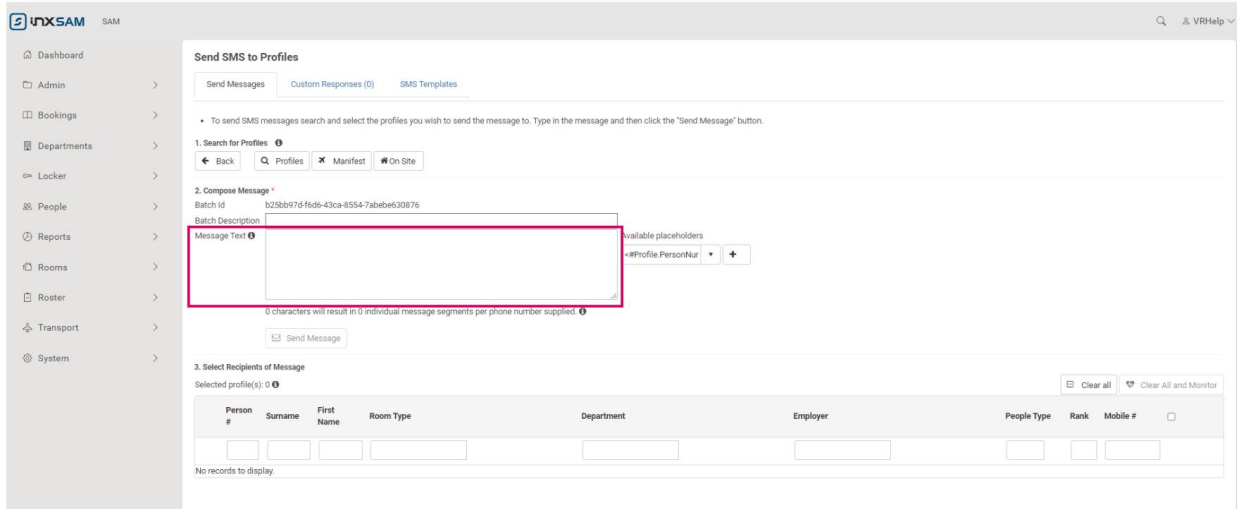 inxsam SAM
VRHelp
Dashboard
Admin
Bookings
Departments
Locker
People
Reports
Rooms
Roster
Transport
System
Send SMS to Profiles
Send Messages Custom Responses (0) SMS Templates
• To send SMS messages search and select the profiles you wish to send the message to. Type in the message and then click the "Send Message" button.
1. Search for Profiles
Back Profiles Manifest On Site
2. Compose Message *
Batch Id b25bb97d-f6d6-43ca-8554-7abebe630876
Batch Description
Message Text Available placeholders
<#Profile.PersonNur
0 characters will result in 0 individual message segments per phone number supplied.
Send Message
3. Select Recipients of Message
Selected profile(s): 0 Clear all Clear All and Monitor
Person # Surname First Name Room Type Department Employer People Type Rank Mobile #
No records to display.